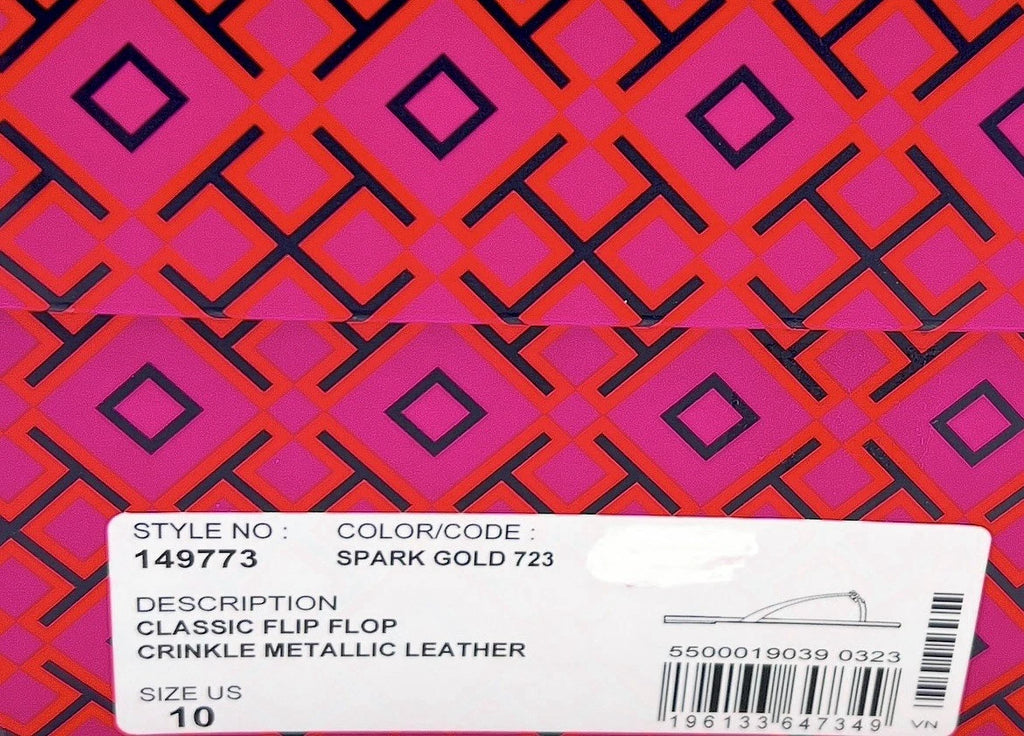 STYLE NO :
149773
COLOR/CODE :
SPARK GOLD 723
DESCRIPTION
CLASSIC FLIP FLOP
CRINKLE METALLIC LEATHER
SIZE US
10
5500019039 0323
196133 647349
VN